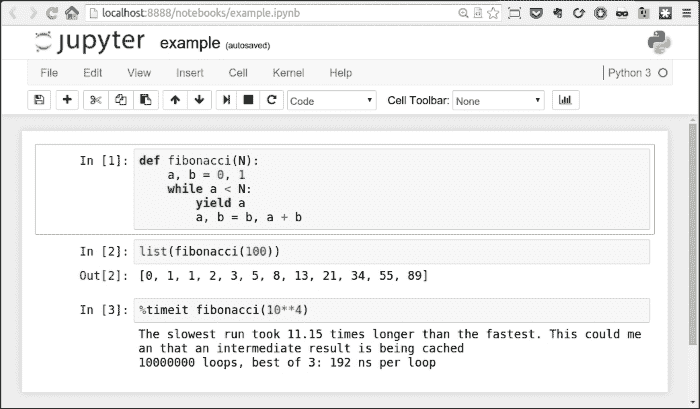 localhost:8888/notebooks/example.ipynb
jupyter example (autosaved)
File Edit View Insert Cell Kernel Help Python 3
Code Cell Toolbar: None
In [1]: def fibonacci(N):
a, b = 0, 1
while a < N:
yield a
a, b = b, a + b
In [2]: list(fibonacci(100))
Out[2]: [0, 1, 1, 2, 3, 5, 8, 13, 21, 34, 55, 89]
In [3]: %timeit fibonacci(10**4)
The slowest run took 11.15 times longer than the fastest. This could me
an that an intermediate result is being cached
10000000 loops, best of 3: 192 ns per loop